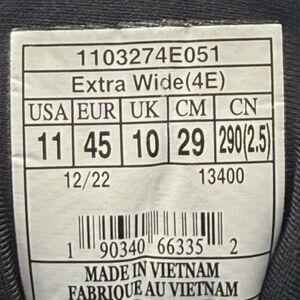 1103274E051
Extra Wide(4E)
USA EUR UK CM CN
11 45 10 29 290(2.5)
12/22 13400
1 90340 66335 2
MADE IN VIETNAM
FABRIQUE AU VIETNAM